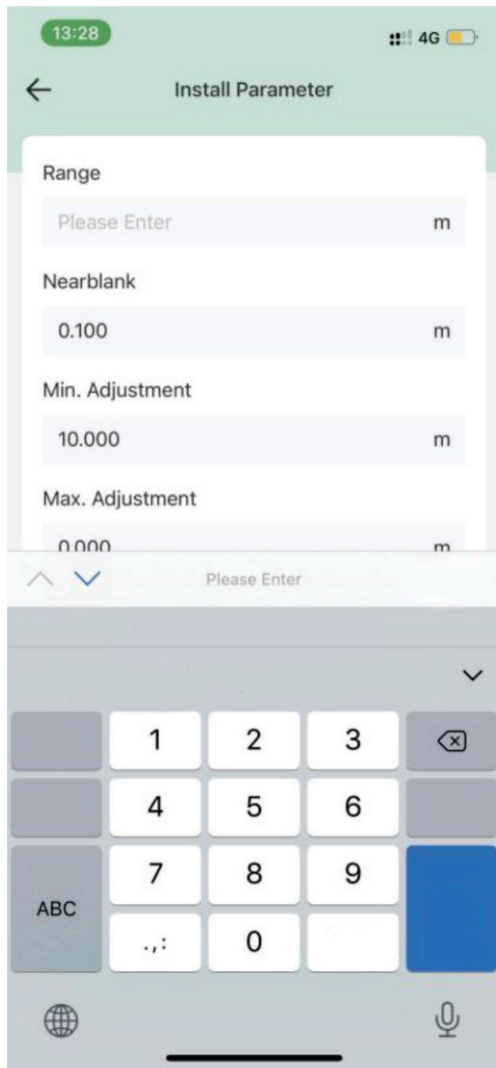 13:28
4G
Install Parameter
Range
Please Enter
m
Nearblank
0.100
m
Min. Adjustment
10.000
m
Max. Adjustment
0.000
m
Please Enter
1
2
3
4
5
6
ABC
7
8
9
.,:
0